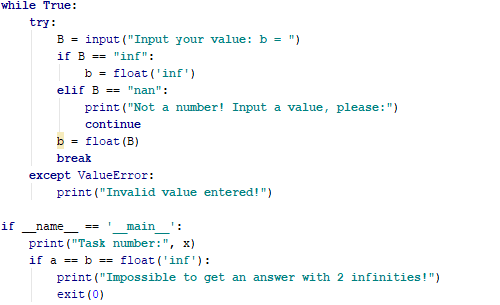 while True:
    try:
        B = input("Input your value: b = ")
        if B == "inf":
            b = float('inf')
        elif B == "nan":
            print("Not a number! Input a value, please:")
            continue
        b = float(B)
        break
    except ValueError:
        print("Invalid value entered!")
if __name__ == '__main__':
    print("Task number:", x)
    if a == b == float('inf'):
        print("Impossible to get an answer with 2 infinities!")
        exit(0)